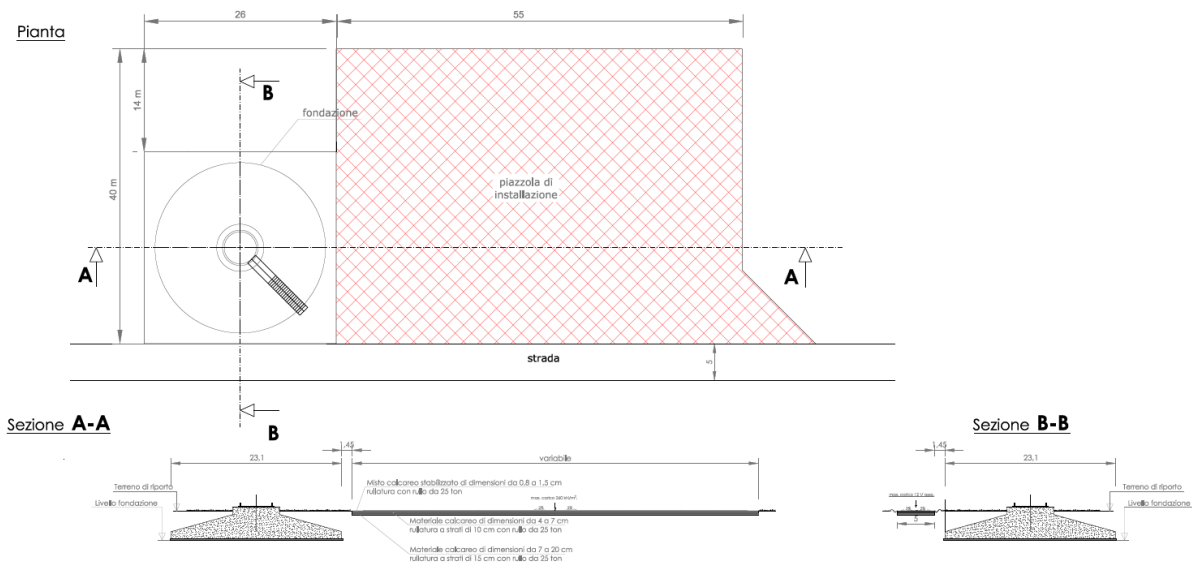 Pianta
26
55
B
14 m
fondazione
40 m
piazzola di
installazione
A
A
strada
5
B
Sezione A-A
Sezione B-B
1,45
23,1
variabile
1,45
23,1
Misto calcareo stabilizzato di dimensioni da 0,8 a 1,5 cm
rullatura con rullo da 25 ton
Terreno di riporto
Livello fondazione
Materiale calcareo di dimensioni da 4 a 7 cm
rullatura a strati di 10 cm con rullo da 25 ton
Materiale calcareo di dimensioni da 7 a 20 cm
rullatura a strati di 15 cm con rullo da 25 ton
5
Terreno di riporto
Livello fondazione